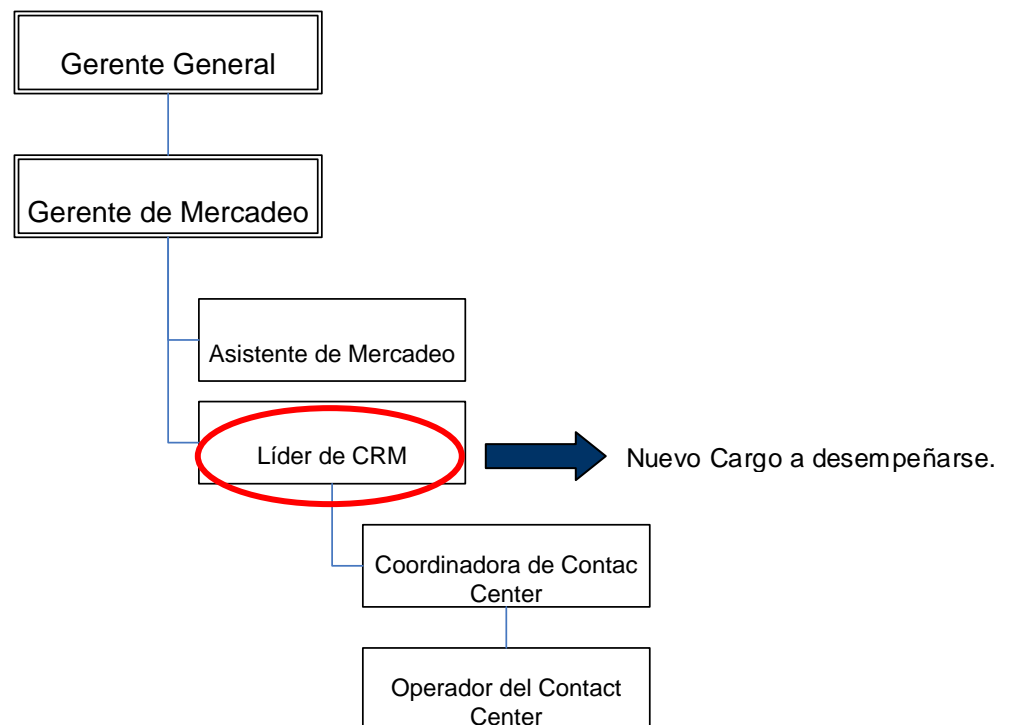 Gerente General
Gerente de Mercadeo
Asistente de Mercadeo
Líder de CRM
Nuevo Cargo a desempeñarse.
Coordinadora de Contac
Center
Operador del Contact
Center